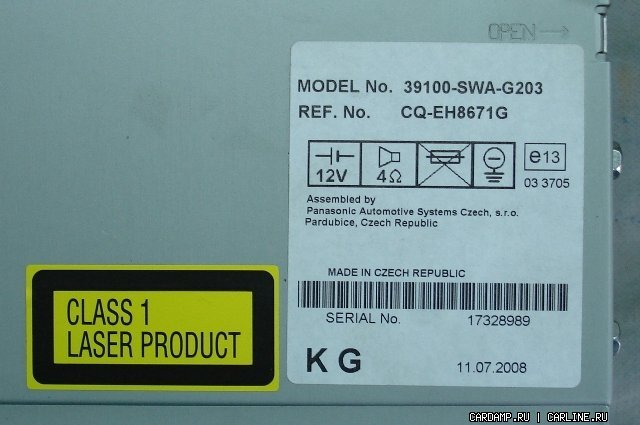 OPEN
MODEL No. 39100-SWA-G203
REF. No. CQ-EH8671G
12V
4Ω
e13
03 3705
Assembled by
Panasonic Automotive Systems Czech, s.r.o.
Pardubice, Czech Republic
MADE IN CZECH REPUBLIC
SERIAL No. 17328989
KG 11.07.2008
CLASS 1
LASER PRODUCT
CARDAMP.RU | CARLINE.RU